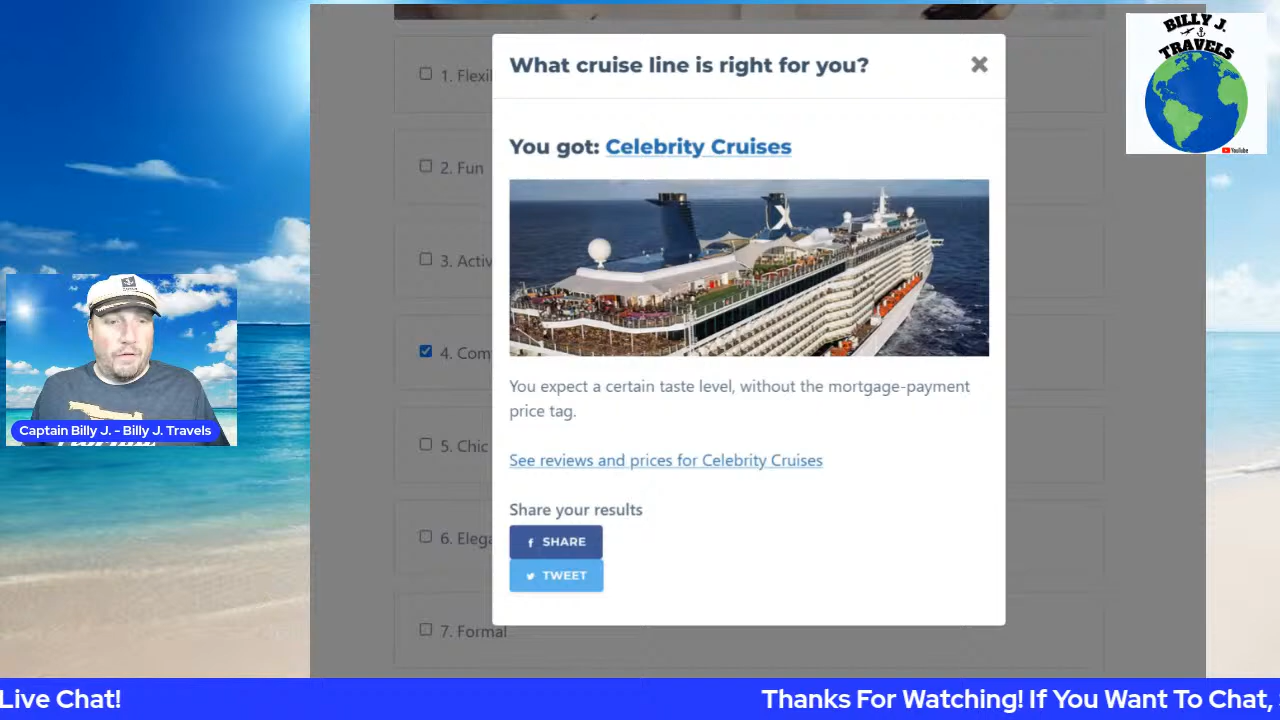 BILLY J.
TRAVELS
YouTube
What cruise line is right for you?
You got: Celebrity Cruises
X
You expect a certain taste level, without the mortgage-payment
price tag.
See reviews and prices for Celebrity Cruises
Share your results
f SHARE
TWEET
1. Flexi
2. Fun
3. Activ
4. Com
5. Chic
6. Elega
7. Formal
Captain Billy J. - Billy J. Travels
Live Chat!
Thanks For Watching! If You Want To Chat,